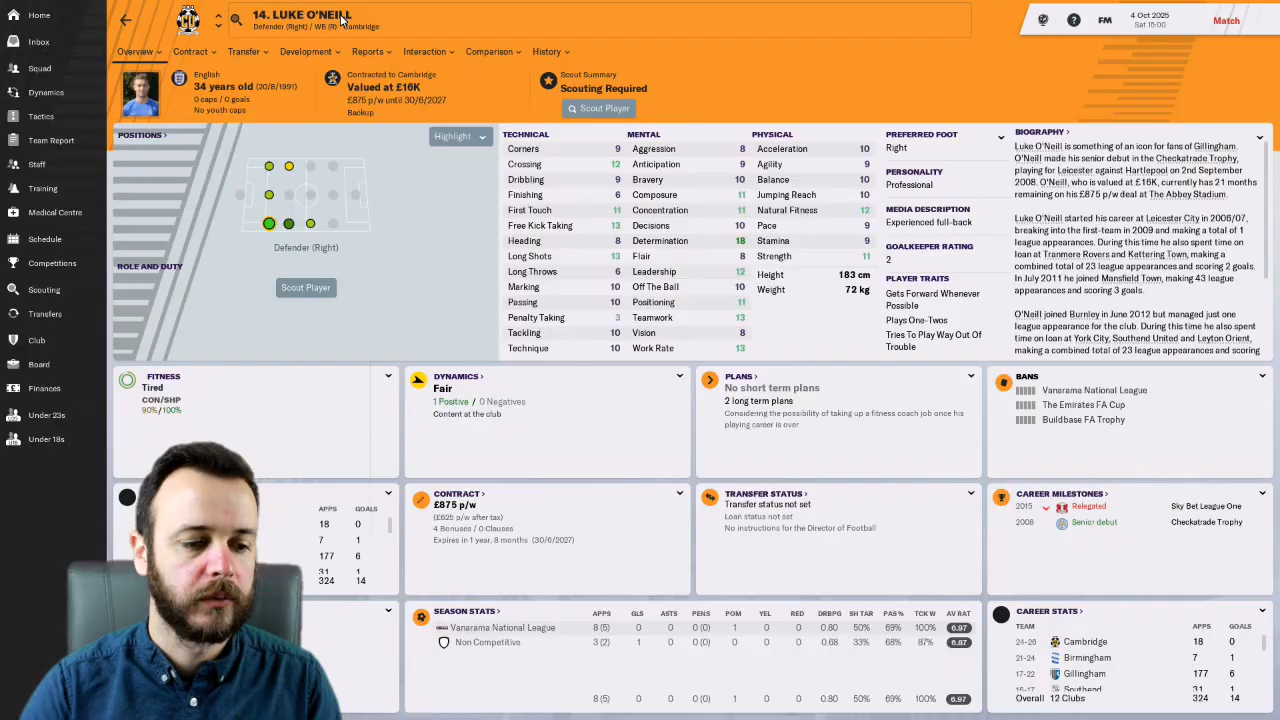 14. LUKE O'NEILL
Defender (Right) / WB (R) - Cambridge
FM
4 Oct 2025
Sat 15:00
Match
Home
Inbox
Squad
Dynamics
Tactics
Team Report
Staff
Training
Medical Centre
Schedule
Competitions
Scouting
Transfers
Club
Board
Finances
Under 23s
Under 18s
Overview
Contract
Transfer
Development
Reports
Interaction
Comparison
History
English
34 years old (20/8/1991)
0 caps / 0 goals
No youth caps
Contracted to Cambridge
Valued at £16K
£875 p/w until 30/6/2027
Backup
Scout Summary
Scouting Required
Scout Player
POSITIONS
Highlight
Defender (Right)
ROLE AND DUTY
Scout Player
TECHNICAL
Corners 9
Crossing 12
Dribbling 9
Finishing 6
First Touch 11
Free Kick Taking 13
Heading 8
Long Shots 13
Long Throws 6
Marking 10
Passing 10
Penalty Taking 3
Tackling 10
Technique 10
MENTAL
Aggression 8
Anticipation 9
Bravery 10
Composure 11
Concentration 11
Decisions 10
Determination 18
Flair 8
Leadership 12
Off The Ball 10
Positioning 11
Teamwork 13
Vision 8
Work Rate 13
PHYSICAL
Acceleration 10
Agility 9
Balance 10
Jumping Reach 10
Natural Fitness 12
Pace 9
Stamina 9
Strength 11
Height 183 cm
Weight 72 kg
PREFERRED FOOT
Right
PERSONALITY
Professional
MEDIA DESCRIPTION
Experienced full-back
GOALKEEPER RATING
2
PLAYER TRAITS
Gets Forward Whenever
Possible
Plays One-Twos
Tries To Play Way Out Of
Trouble
BIOGRAPHY
Luke O'Neill is something of an icon for fans of Gillingham.
O'Neill made his senior debut in the Checkatrade Trophy,
playing for Leicester against Hartlepool on 2nd September
2008. O'Neill, who is valued at £16K, currently has 21 months
remaining on his £875 p/w deal at The Abbey Stadium.
Luke O'Neill started his career at Leicester City in 2006/07,
breaking into the first-team in 2009 and making a total of 1
league appearances. During this time he also spent time on
loan at Tranmere Rovers and Kettering Town, making a
combined total of 23 league appearances and scoring 2 goals.
In July 2011 he joined Mansfield Town, making 43 league
appearances and scoring 3 goals.
O'Neill joined Burnley in June 2012 but managed just one
league appearance for the club. During this time he also spent
time on loan at York City, Southend United and Leyton Orient,
making a combined total of 23 league appearances and scoring
FITNESS
Tired
CON/SHP
90%/100%
DYNAMICS
Fair
1 Positive / 0 Negatives
Content at the club
PLANS
No short term plans
2 long term plans
Considering the possibility of taking up a fitness coach job once his
playing career is over
BANS
Vanarama National League
The Emirates FA Cup
Buildbase FA Trophy
APPS GOALS
18 0
7 1
177 6
31 1
324 14
CONTRACT
£875 p/w
(£625 p/w after tax)
4 Bonuses / 0 Clauses
Expires in 1 year, 8 months (30/6/2027)
TRANSFER STATUS
Transfer status not set
Loan status not set
No instructions for the Director of Football
CAREER MILESTONES
2015 Relegated Sky Bet League One
2008 Senior debut Checkatrade Trophy
SEASON STATS APPS GLS ASTS PENS POM YEL RED DRBPG SH TAR PAS % TCK W AV RAT
Vanarama National League 8 (5) 0 0 0 (0) 1 0 0 0.80 50% 69% 100% 6.97
Non Competitive 3 (2) 1 0 0 (0) 0 0 0 0.68 33% 68% 87% 6.87
8 (5) 0 0 0 (0) 1 0 0 0.80 50% 69% 100% 6.97
CAREER STATS
TEAM APPS GOALS
24-26 Cambridge 18 0
21-24 Birmingham 7 1
17-22 Gillingham 177 6
15-17 Southend 31 1
Overall 12 Clubs 324 14